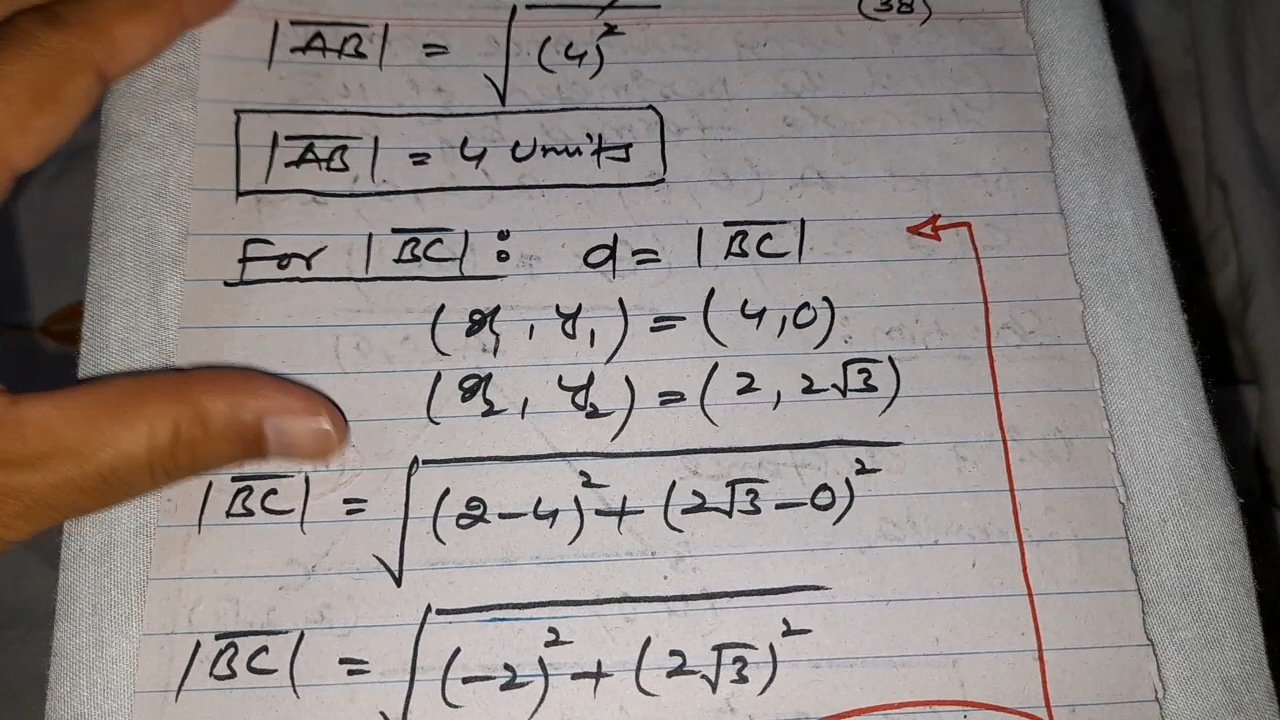 (38)
|AB| = √(4)²
|AB| = 4 Units
For |BC| : d = |BC|
(x₁, y₁) = (4,0)
(x₂, y₂) = (2, 2√3)
|BC| = √(2-4)² + (2√3-0)²
|BC| = √(-2)² + (2√3)²